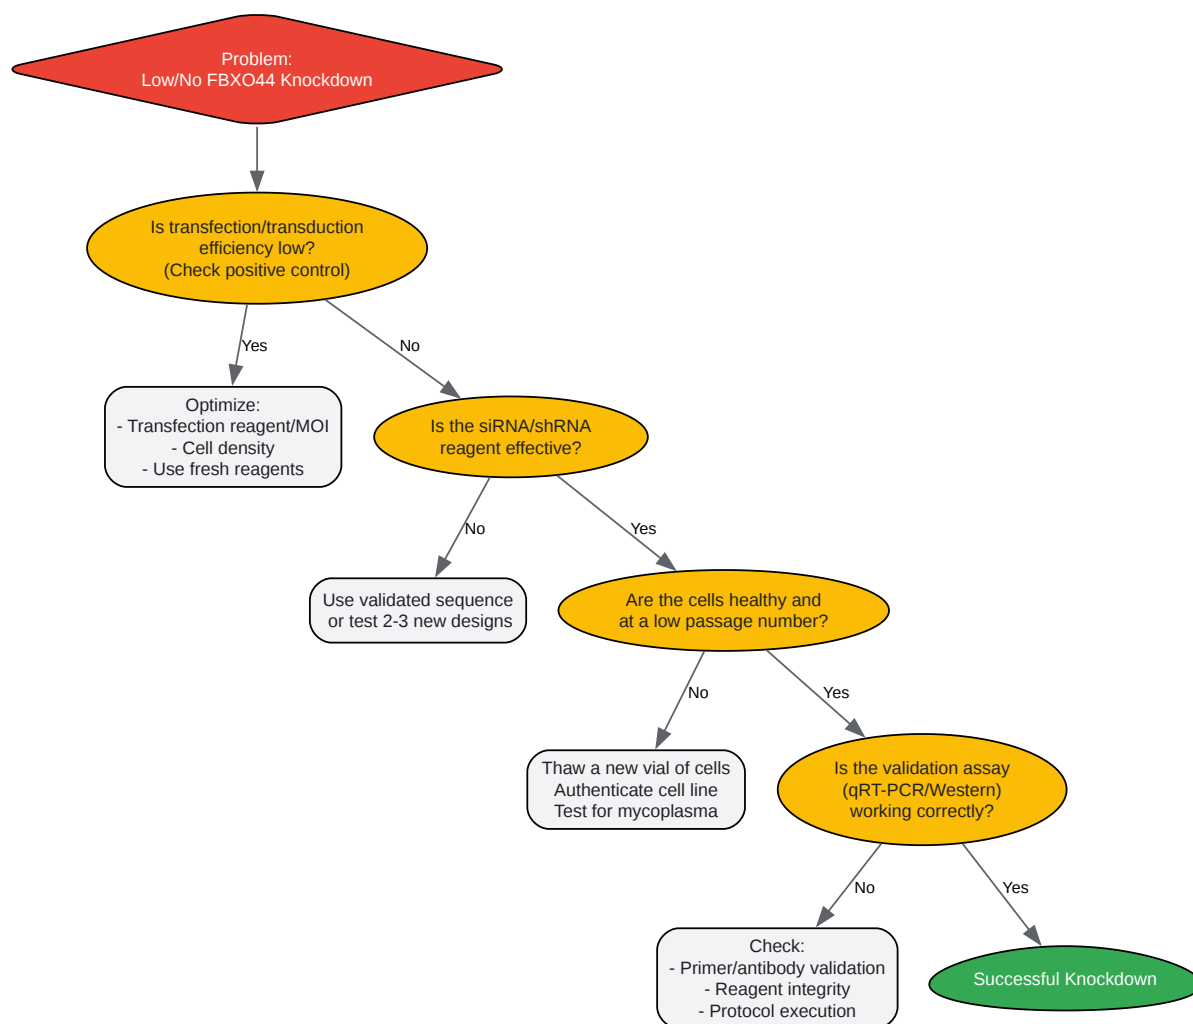 Problem:
Low/No FBXO44 Knockdown
Is transfection/transduction
efficiency low?
(Check positive control)
Yes
No
Optimize:
- Transfection reagent/MOI
- Cell density
- Use fresh reagents
Is the siRNA/shRNA
reagent effective?
No
Yes
Use validated sequence
or test 2-3 new designs
Are the cells healthy and
at a low passage number?
No
Yes
Thaw a new vial of cells
Authenticate cell line
Test for mycoplasma
Is the validation assay
(qRT-PCR/Western)
working correctly?
No
Yes
Check:
- Primer/antibody validation
- Reagent integrity
- Protocol execution
Successful Knockdown